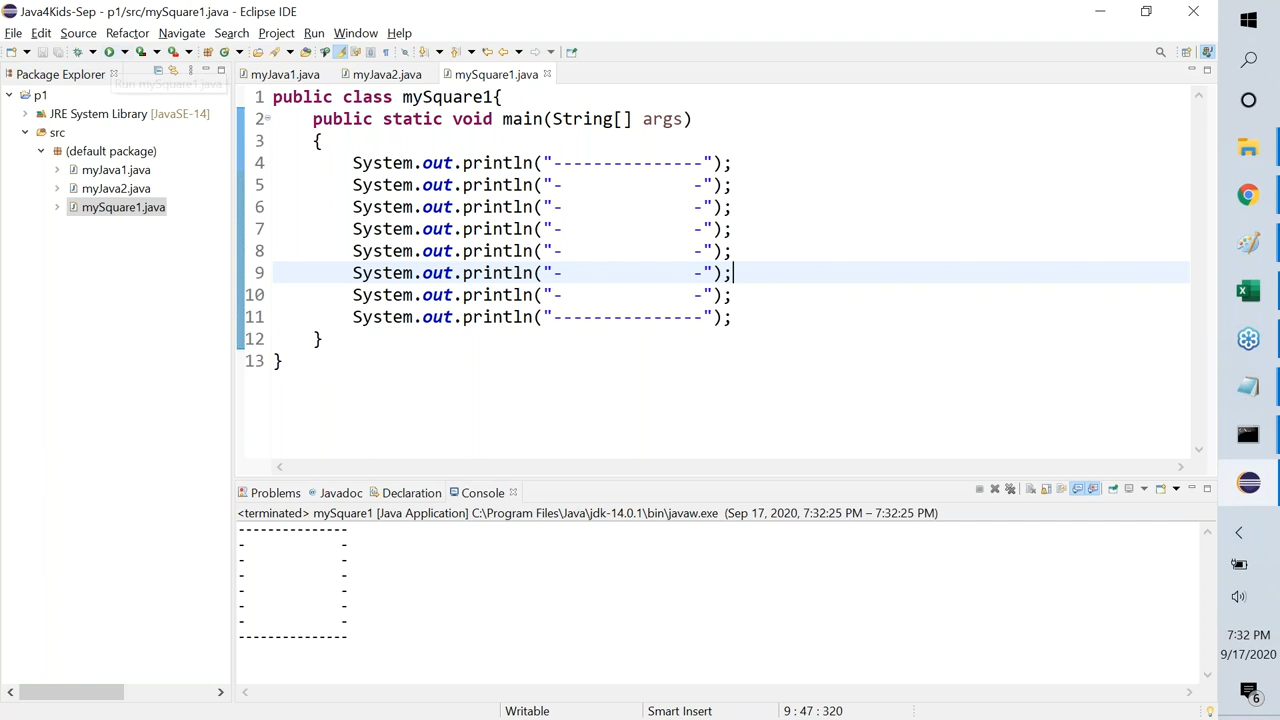 Java4Kids-Sep - p1/src/mySquare1.java - Eclipse IDE
File Edit Source Refactor Navigate Search Project Run Window Help
Package Explorer
Run mySquare1.java
p1
JRE System Library [JavaSE-14]
src
(default package)
myJava1.java
myJava2.java
mySquare1.java
myJava1.java myJava2.java mySquare1.java
1 public class mySquare1{
2 public static void main(String[] args)
3 {
4 System.out.println("---------------");
5 System.out.println("-             -");
6 System.out.println("-             -");
7 System.out.println("-             -");
8 System.out.println("-             -");
9 System.out.println("-             -");
10 System.out.println("-             -");
11 System.out.println("---------------");
12 }
13 }
Problems Javadoc Declaration Console
<terminated> mySquare1 [Java Application] C:\Program Files\Java\jdk-14.0.1\bin\javaw.exe (Sep 17, 2020, 7:32:25 PM – 7:32:25 PM)
---------------
-             -
-             -
-             -
-             -
-             -
-             -
---------------
Writable Smart Insert 9 : 47 : 320
7:32 PM
9/17/2020
6